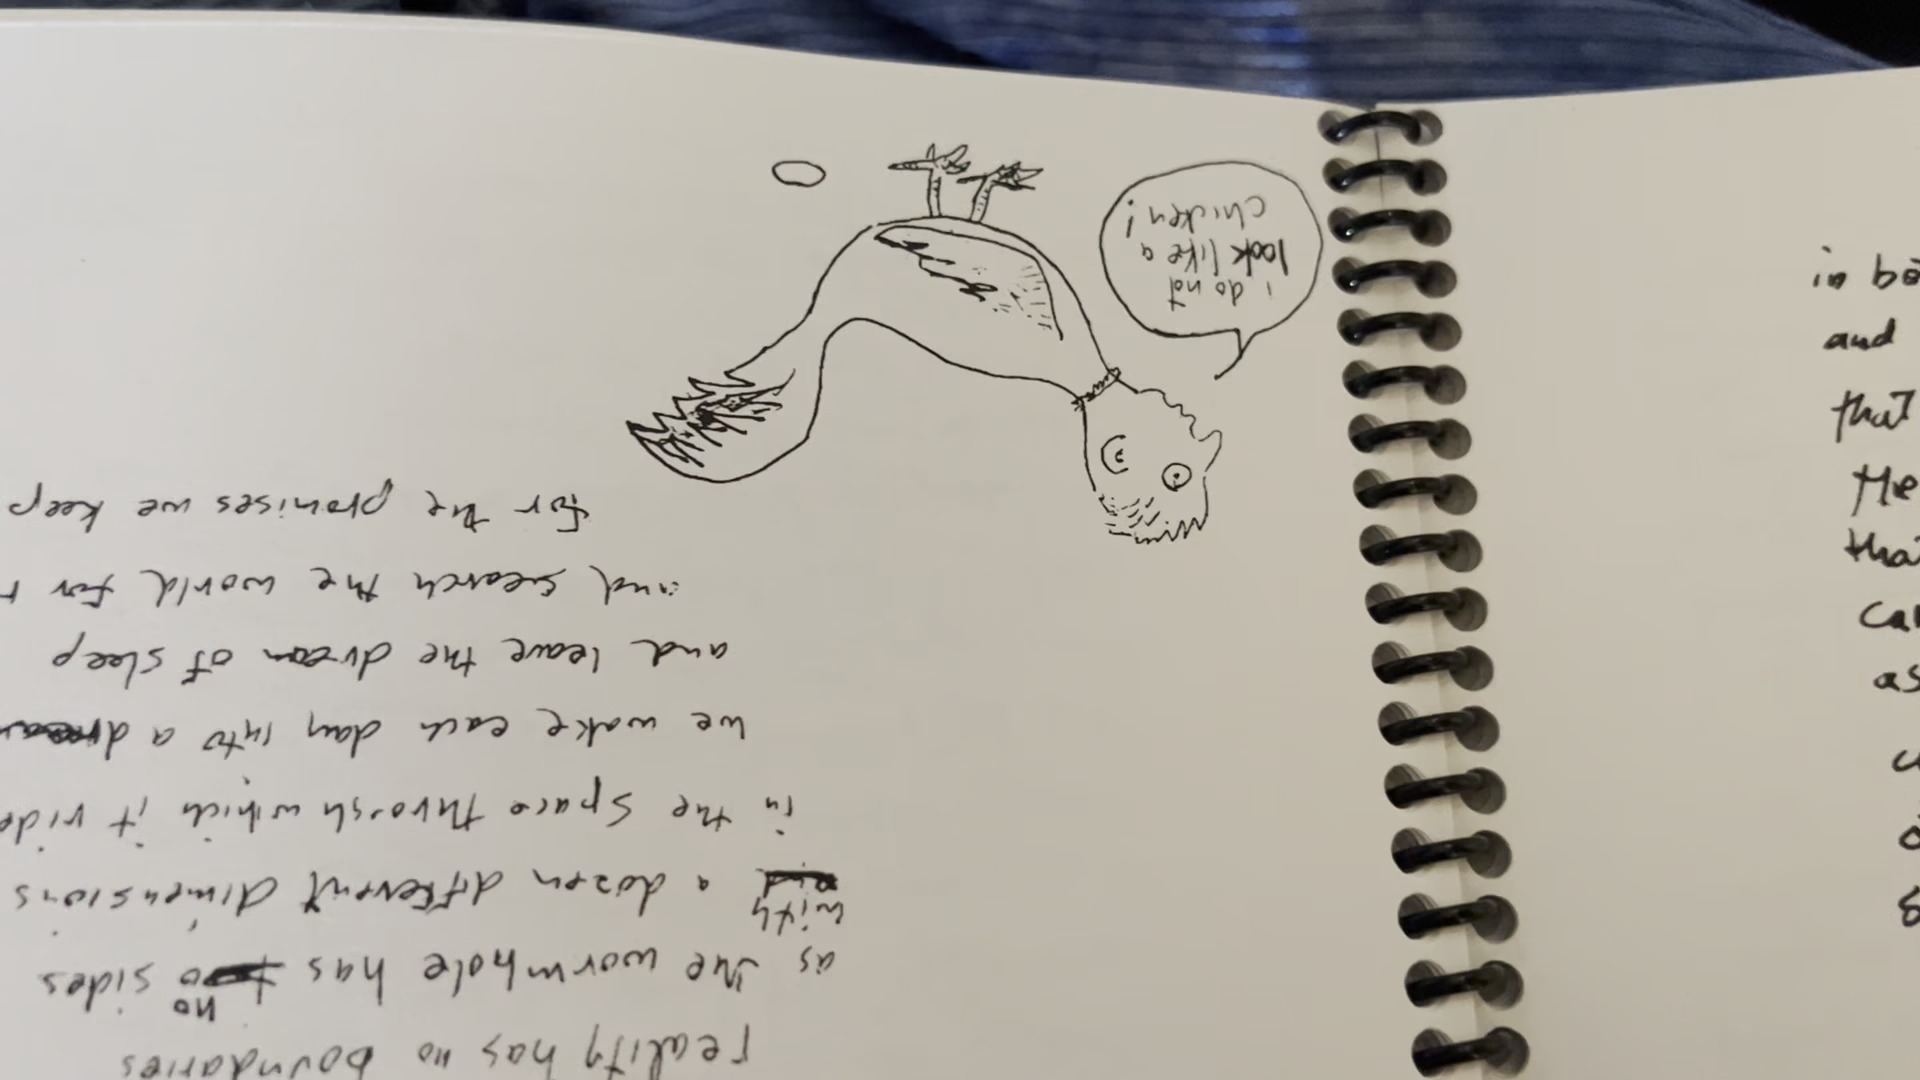 reality has no boundaries
no
as the wormhole has sides
with a dozen different dimensions
in the space through which it
we wake each day into a
and leave the dream of sleep
and search the world for
for the promises we keep
i do not
look like a
chicken!
in
and
that
as